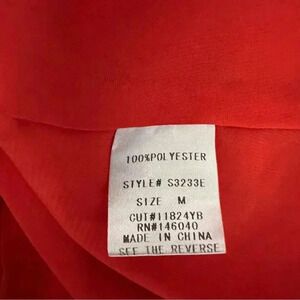 100%POLYESTER
STYLE# S3233E
SIZE M
CUT#11824YB
RN#146040
MADE IN CHINA
SEE THE REVERSE